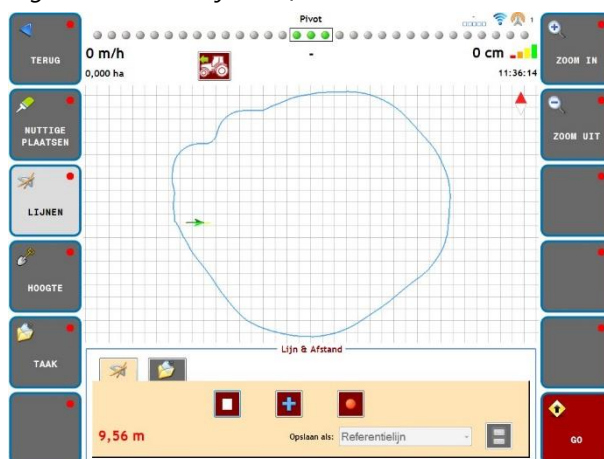 Pivot
1
TERUG
0 m/h
-
0 cm
ZOOM IN
0,000 ha
11:36:14
NUTTIGE
PLAATSEN
ZOOM UIT
LIJNEN
HOOGTE
TAAK
Lijn & Afstand
9,56 m
Opslaan als:
Referentielijn
GO